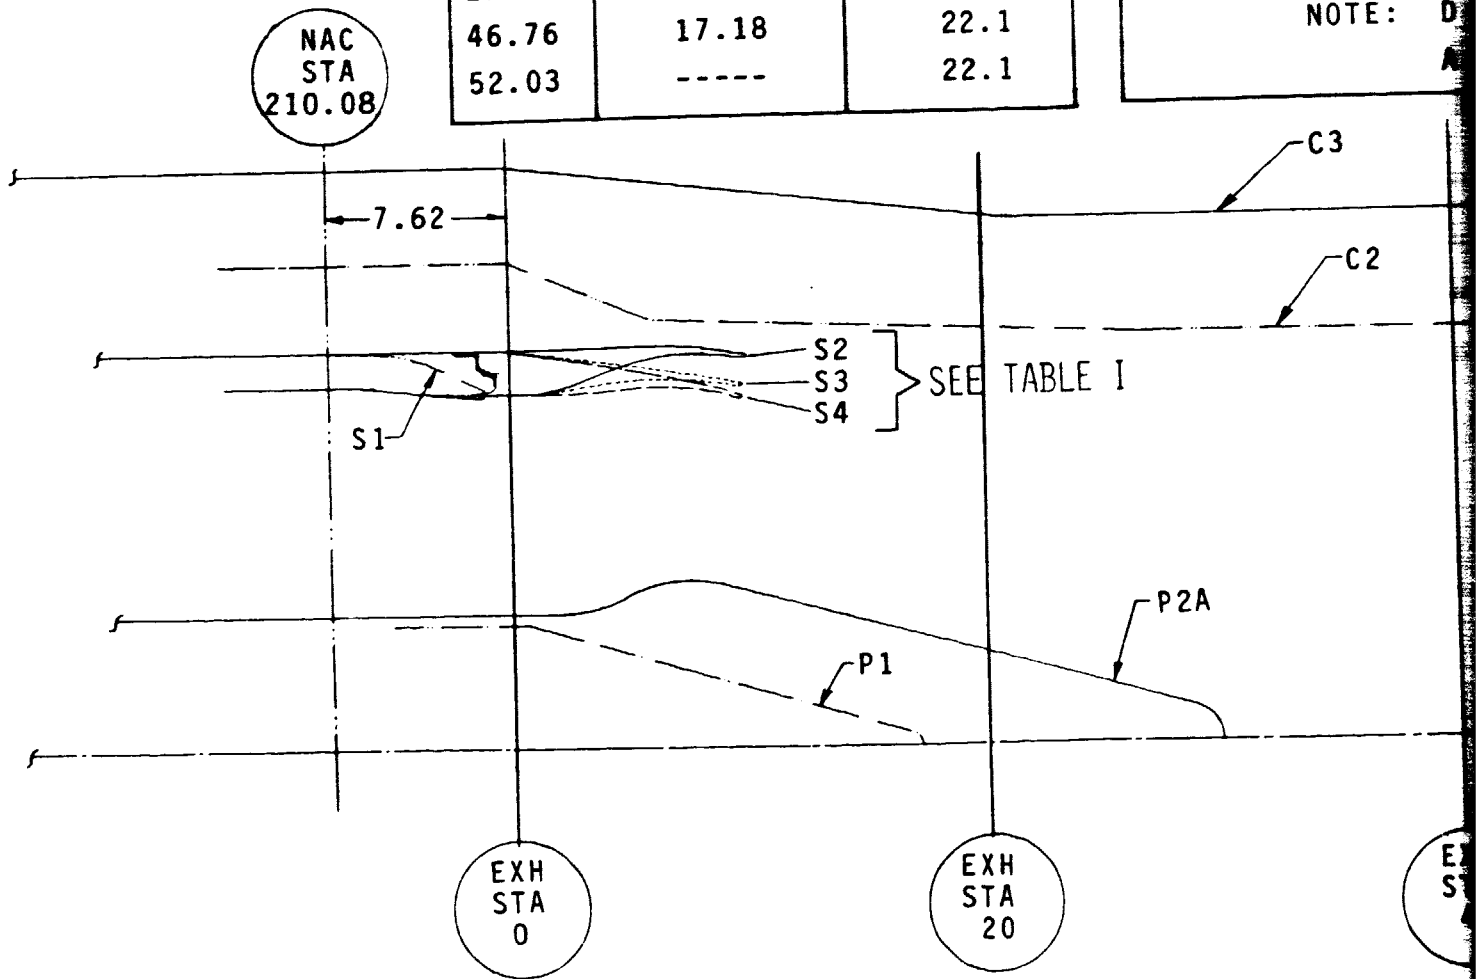 46.76 17.18 22.1
52.03 ----- 22.1
NOTE:
NAC
STA
210.08
7.62
C3
C2
S1
S2
S3
S4
SEE TABLE I
P2A
P1
EXH
STA
0
EXH
STA
20